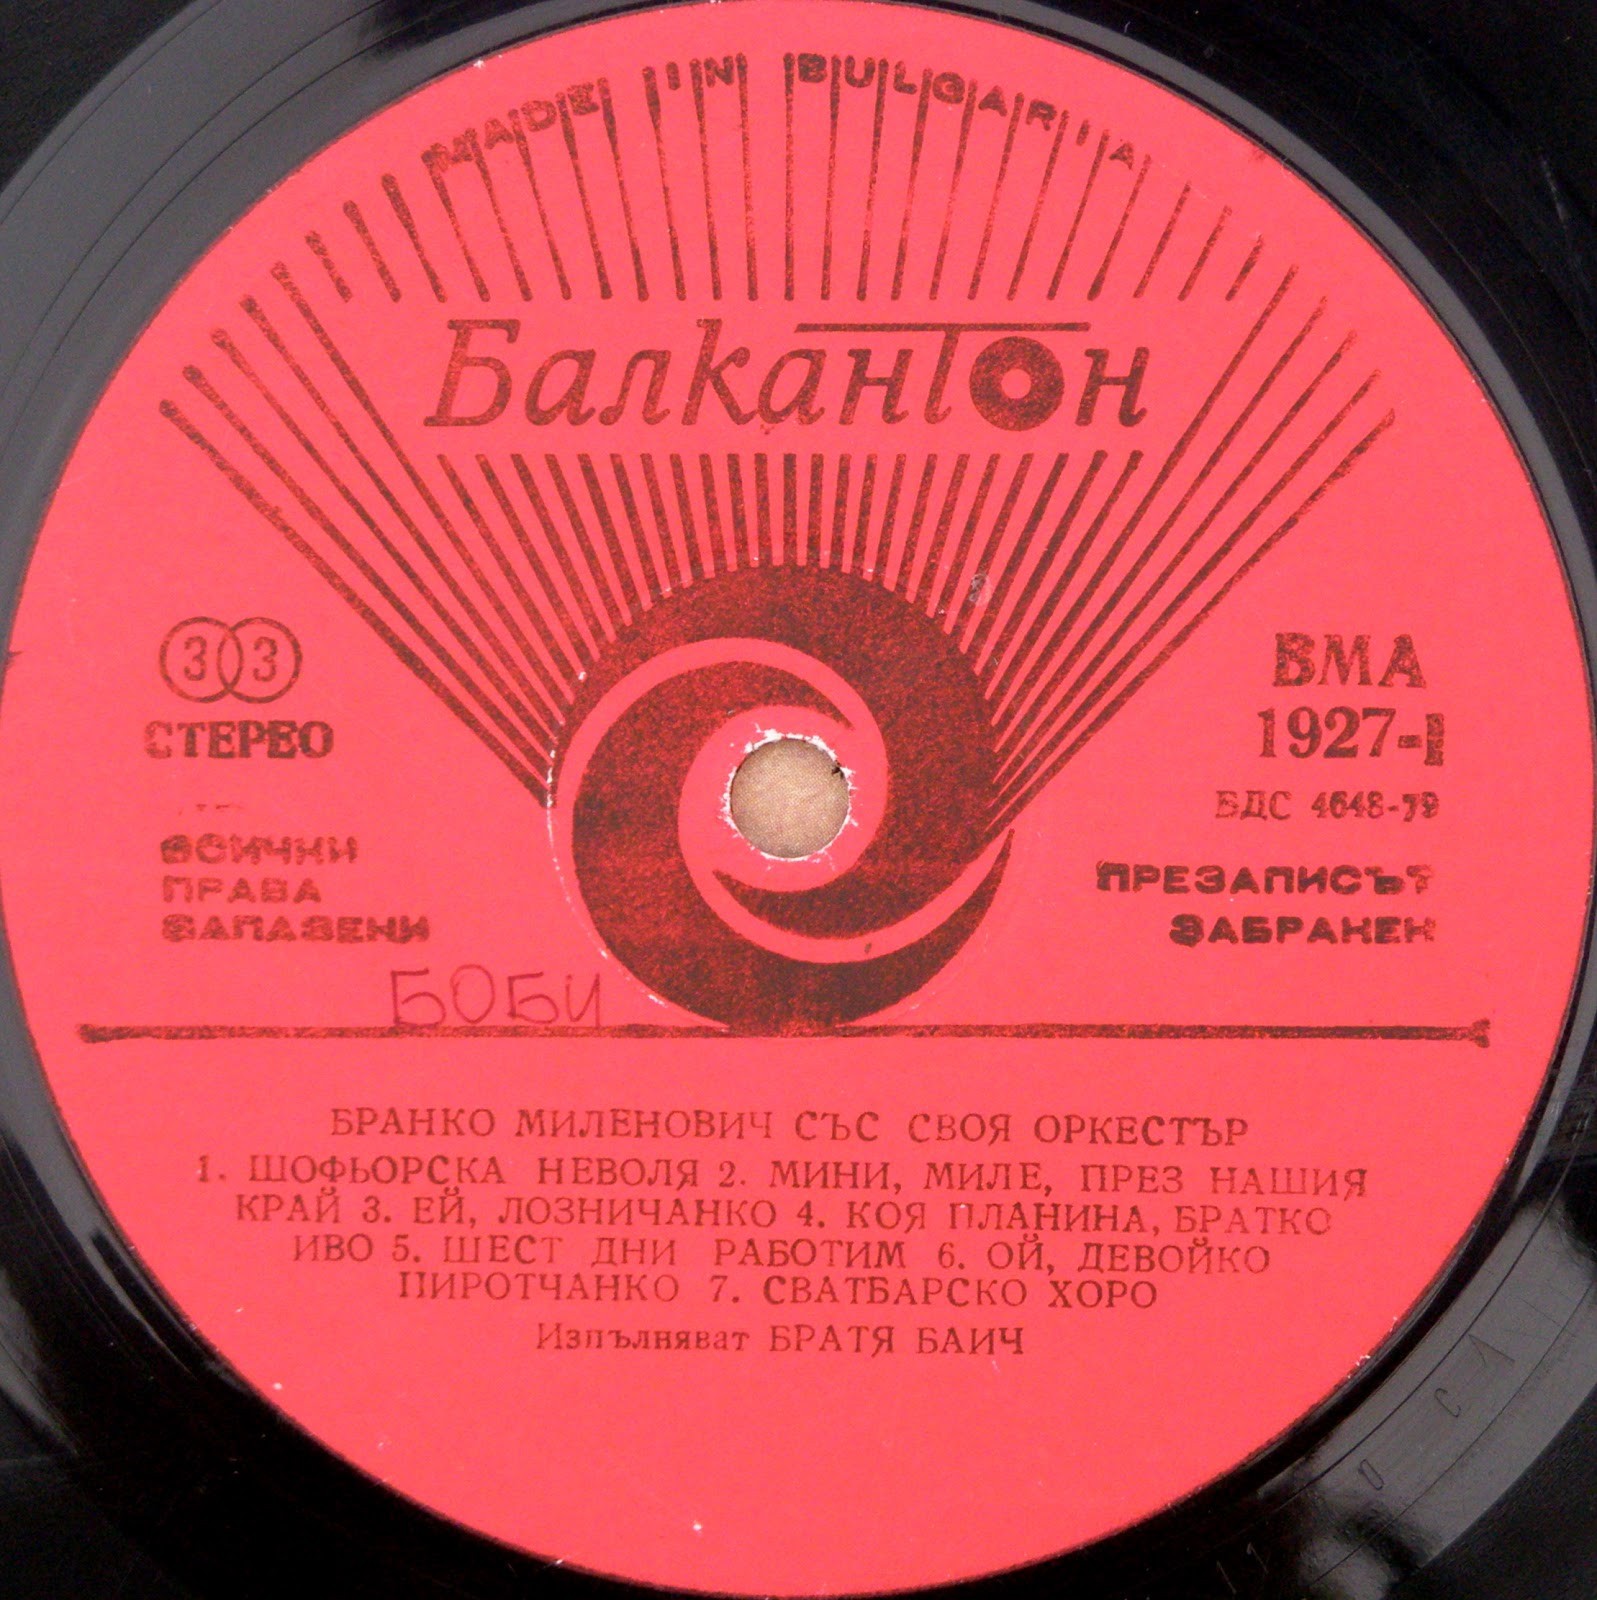 MADE IN BULGARIA
Балкантон
33
СТЕРЕО
ВМА
1927-I
БДС 4648-79
ВСИЧКИ
ПРАВА
ЗАПАЗЕНИ
ПРЕЗАПИСЪТ
ЗАБРАНЕН
БОБИ
БРАНКО МИЛЕНОВИЧ СЪС СВОЯ ОРКЕСТЪР
1. ШОФЬОРСКА НЕВОЛЯ 2. МИНИ, МИЛЕ, ПРЕЗ НАШИЯ
КРАЙ 3. ЕЙ, ЛОЗНИЧАНКО 4. КОЯ ПЛАНИНА, БРАТКО
ИВО 5. ШЕСТ ДНИ РАБОТИМ 6. ОЙ, ДЕВОЙКО
ПИРОТЧАНКО 7. СВАТБАРСКО ХОРО
Изпълняват БРАТЯ БАИЧ